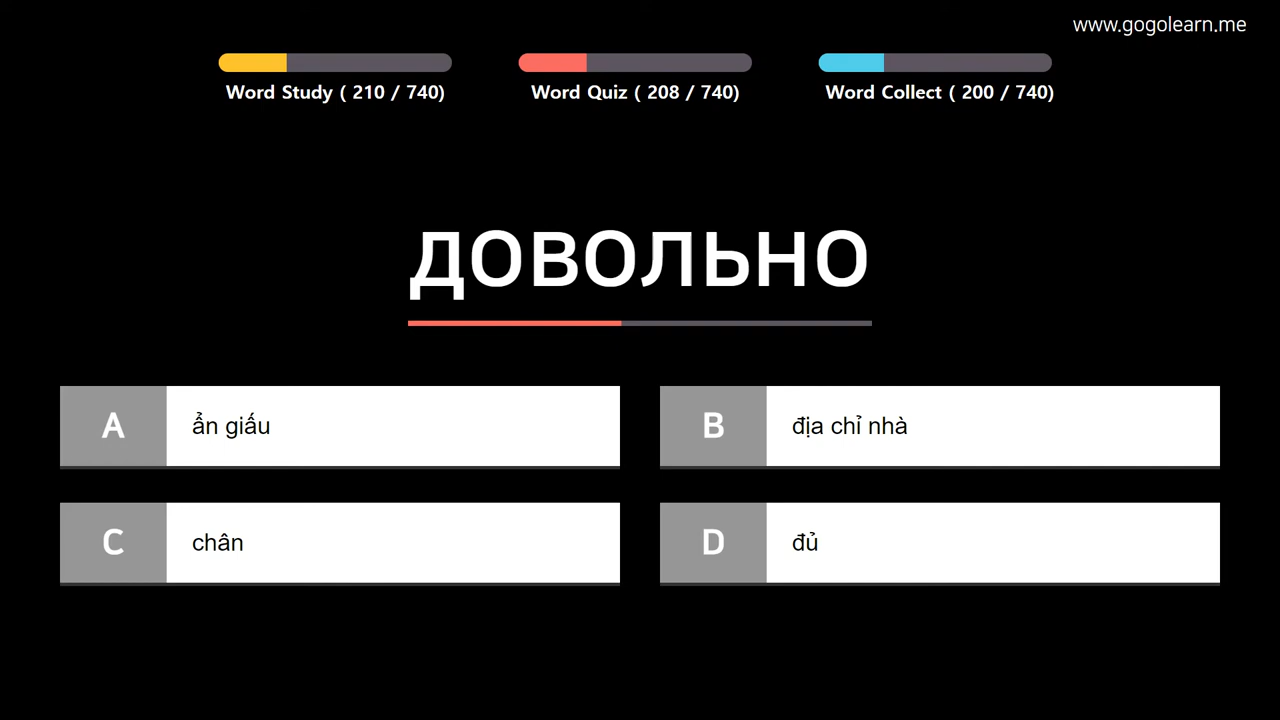 www.gogolearn.me
Word Study ( 210 / 740)
Word Quiz ( 208 / 740)
Word Collect ( 200 / 740)
довольно
A ẩn giấu
B địa chỉ nhà
C chân
D đủ